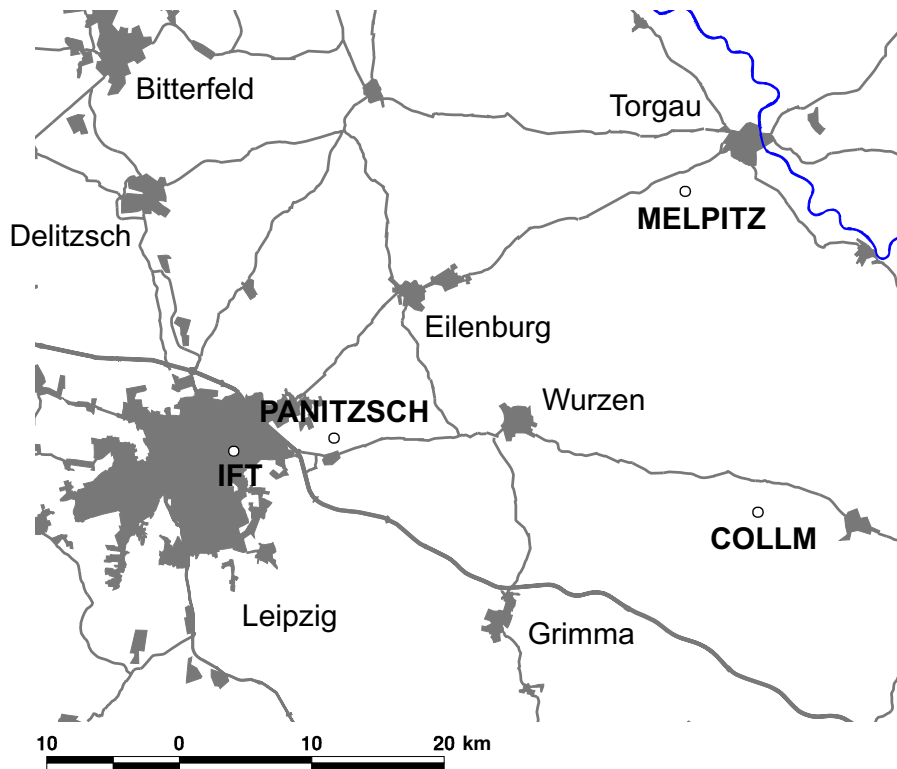 Bitterfeld
Torgau
MELPITZ
Delitzsch
Eilenburg
Wurzen
PANITZSCH
IFT
COLLM
Leipzig
Grimma
10 0 10 20 km